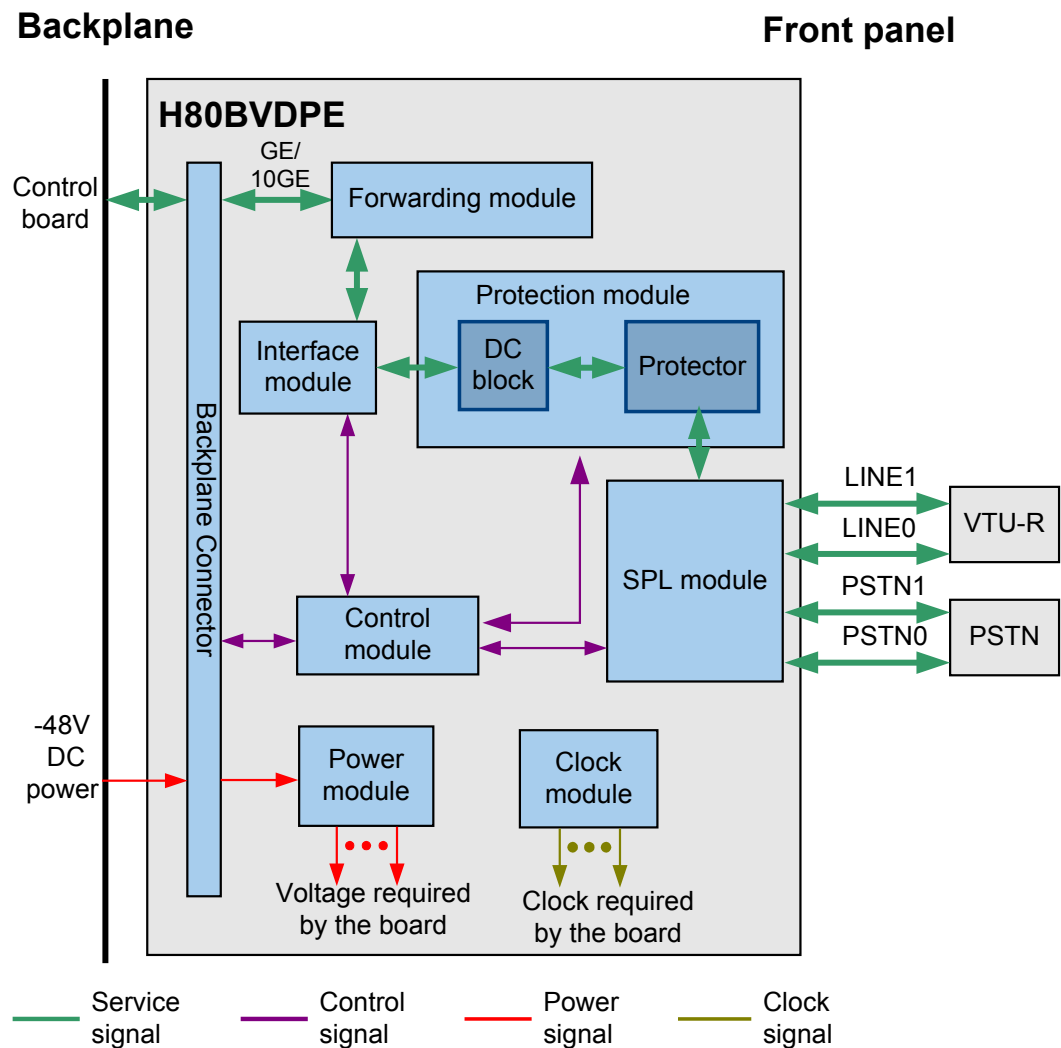 Backplane
Front panel
H80BVDPE
GE/
10GE
Control
board
Forwarding module
Protection module
Interface
module
DC
block
Protector
Backplane Connector
LINE1
LINE0
VTU-R
SPL module
PSTN1
PSTN0
PSTN
Control
module
-48V
DC
power
Power
module
Clock
module
Voltage required
by the board
Clock required
by the board
Service
signal
Control
signal
Power
signal
Clock
signal